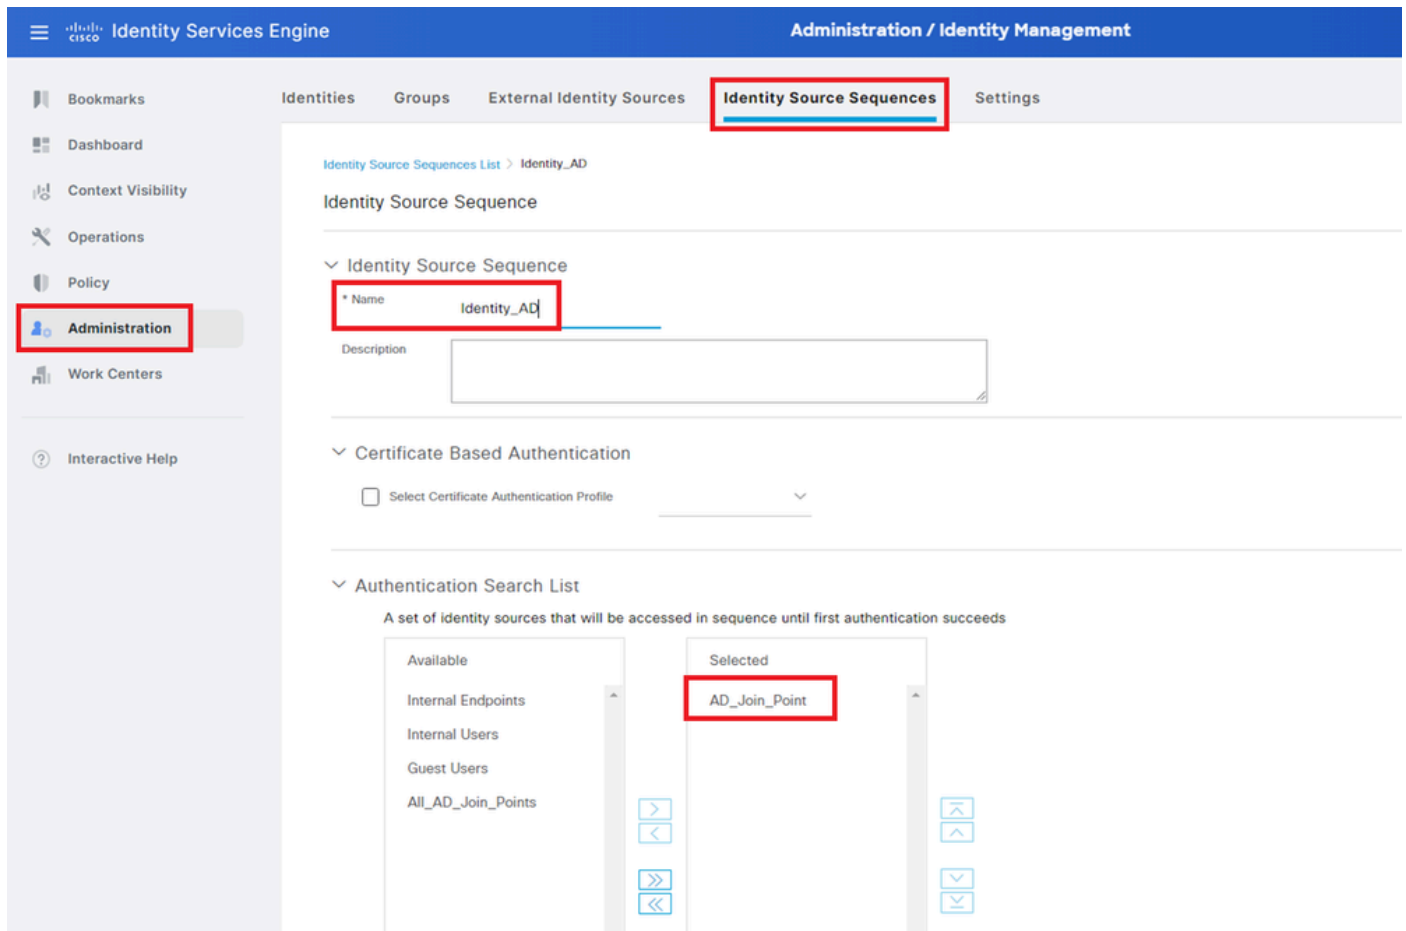 cisco Identity Services Engine
Administration / Identity Management
Bookmarks
Dashboard
Context Visibility
Operations
Policy
Administration
Work Centers
Interactive Help
Identities Groups External Identity Sources Identity Source Sequences Settings
Identity Source Sequences List > Identity_AD
Identity Source Sequence
Identity Source Sequence
* Name Identity_AD
Description
Certificate Based Authentication
Select Certificate Authentication Profile
Authentication Search List
A set of identity sources that will be accessed in sequence until first authentication succeeds
Available
Internal Endpoints
Internal Users
Guest Users
All_AD_Join_Points
Selected
AD_Join_Point